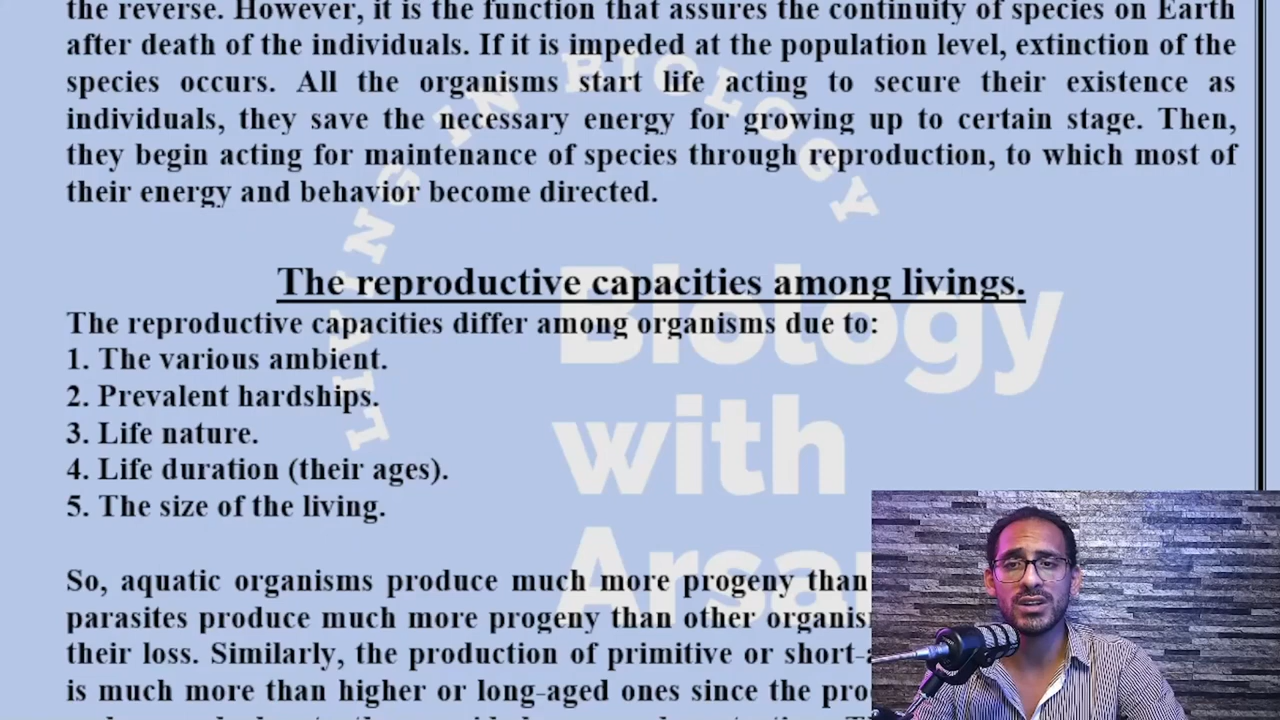 the reverse. However, it is the function that assures the continuity of species on Earth
after death of the individuals. If it is impeded at the population level, extinction of the
species occurs. All the organisms start life acting to secure their existence as
individuals, they save the necessary energy for growing up to certain stage. Then,
they begin acting for maintenance of species through reproduction, to which most of
their energy and behavior become directed.
LIVING IN BIOLOGY
The reproductive capacities among livings.
Biology
with
The reproductive capacities differ among organisms due to:
1. The various ambient.
2. Prevalent hardships.
3. Life nature.
4. Life duration (their ages).
5. The size of the living.
So, aquatic organisms produce much more progeny than
parasites produce much more progeny than other
their loss. Similarly, the production of primitive or
is much more than higher or long-aged ones since the